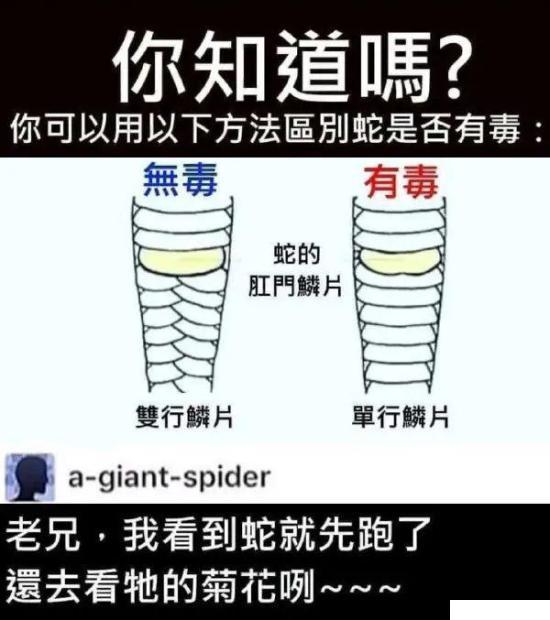 你知道嗎?
你可以用以下方法區別蛇是否有毒：
無毒
有毒
蛇的
肛門鱗片
雙行鱗片
單行鱗片
a-giant-spider
老兄，我看到蛇就先跑了
還去看牠的菊花咧~~~